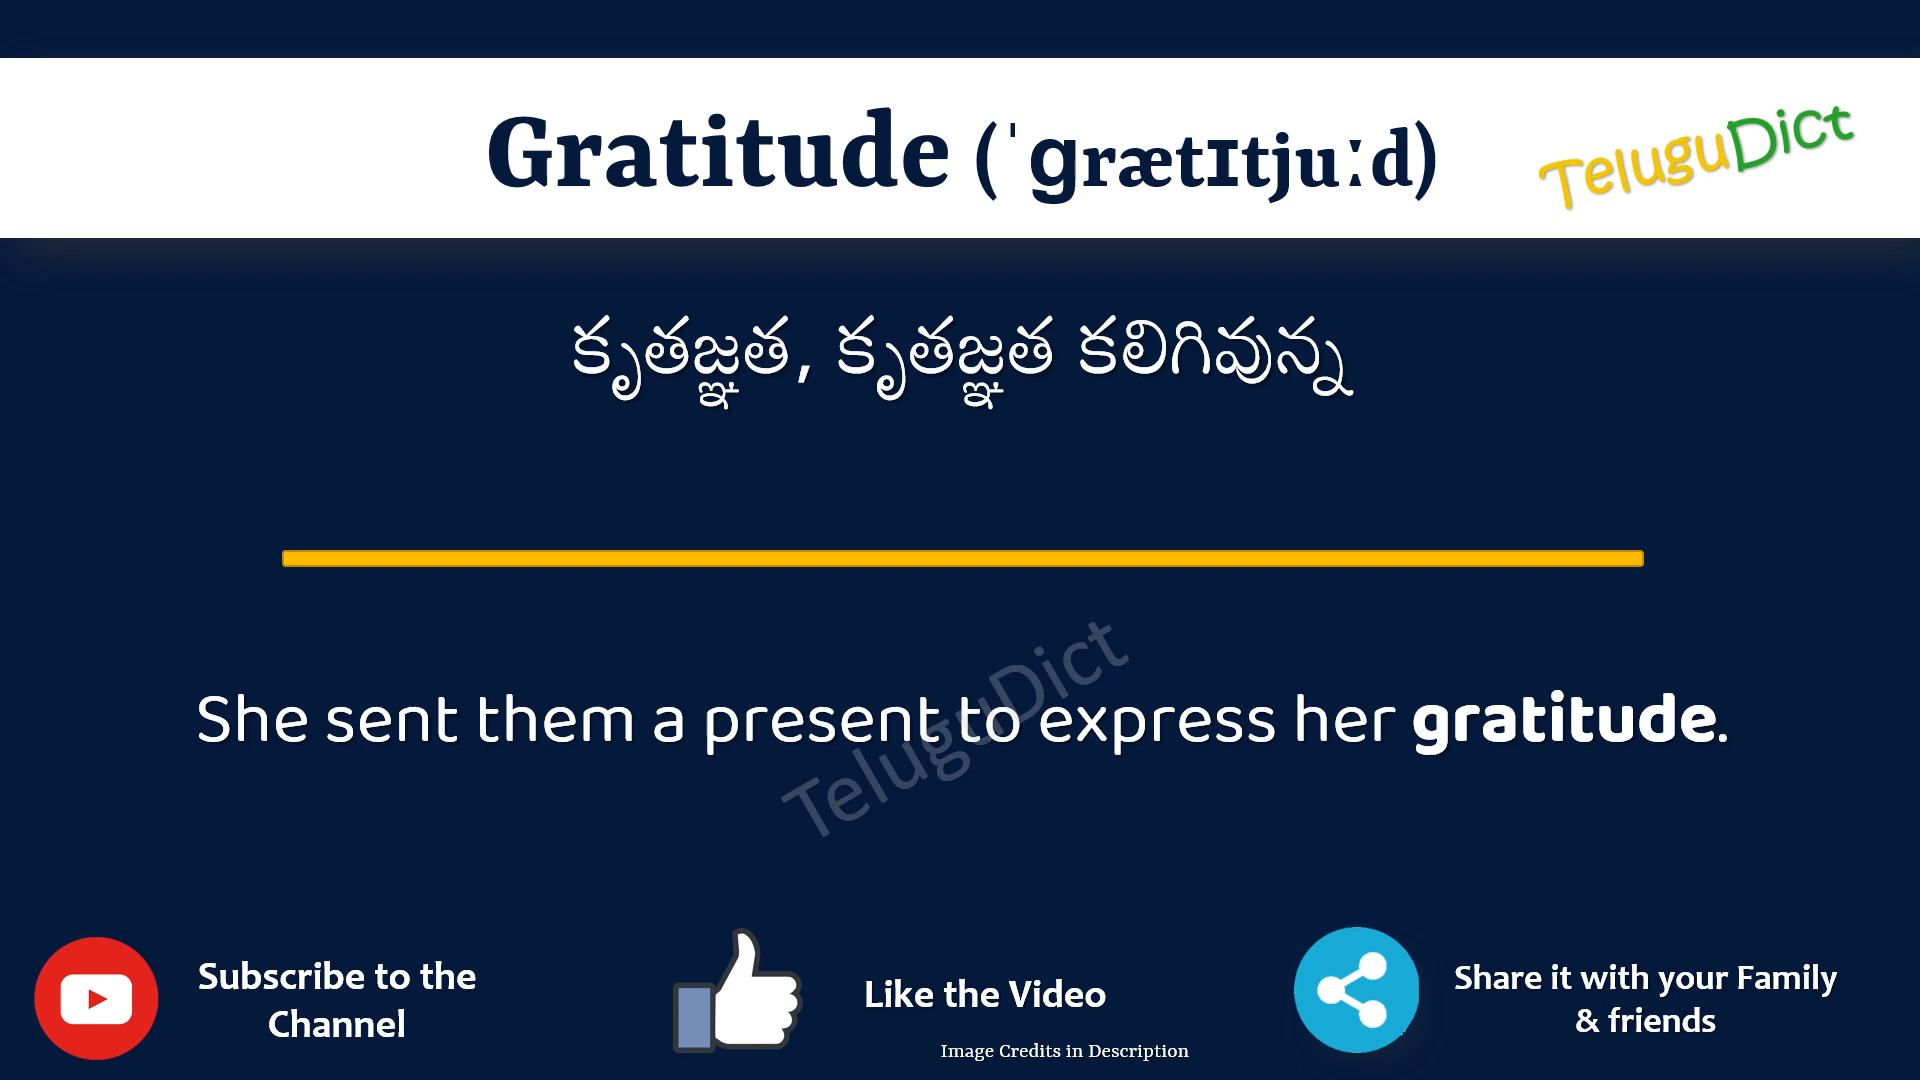 Gratitude (ˈɡrætɪtjuːd)
TeluguDict
కృతజ్ఞత, కృతజ్ఞత కలిగివున్న
She sent them a present to express her gratitude.
TeluguDict
Subscribe to the
Channel
Like the Video
Share it with your Family
& friends
Image Credits in Description